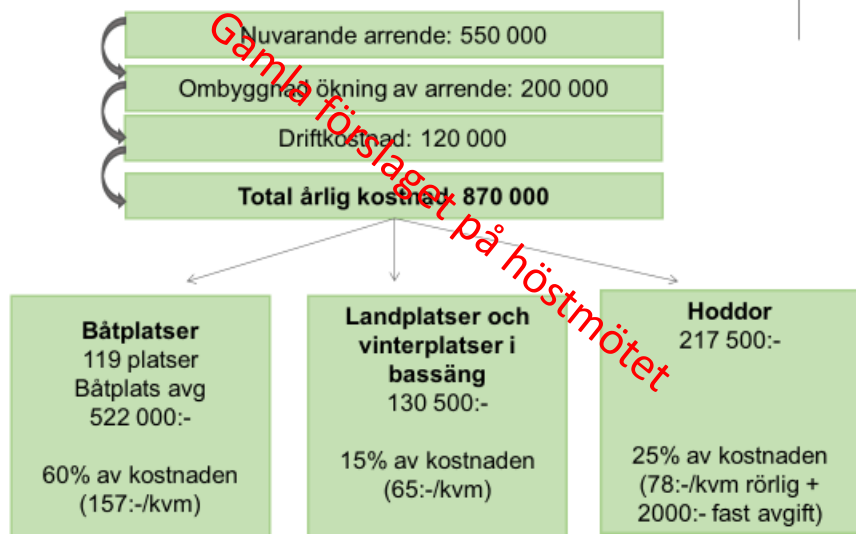 Nuvarande arrende: 550 000
Ombyggnad ökning av arrende: 200 000
Driftkostnad: 120 000
Total årlig kostnad: 870 000
Gamla förslaget på höstmötet
Båtplatser
119 platser
Båtplats avg
522 000:-
60% av kostnaden
(157:-/kvm)
Landplatser och
vinterplatser i
bassäng
130 500:-
15% av kostnaden
(65:-/kvm)
Hoddor
217 500:-
25% av kostnaden
(78:-/kvm rörlig +
2000:- fast avgift)